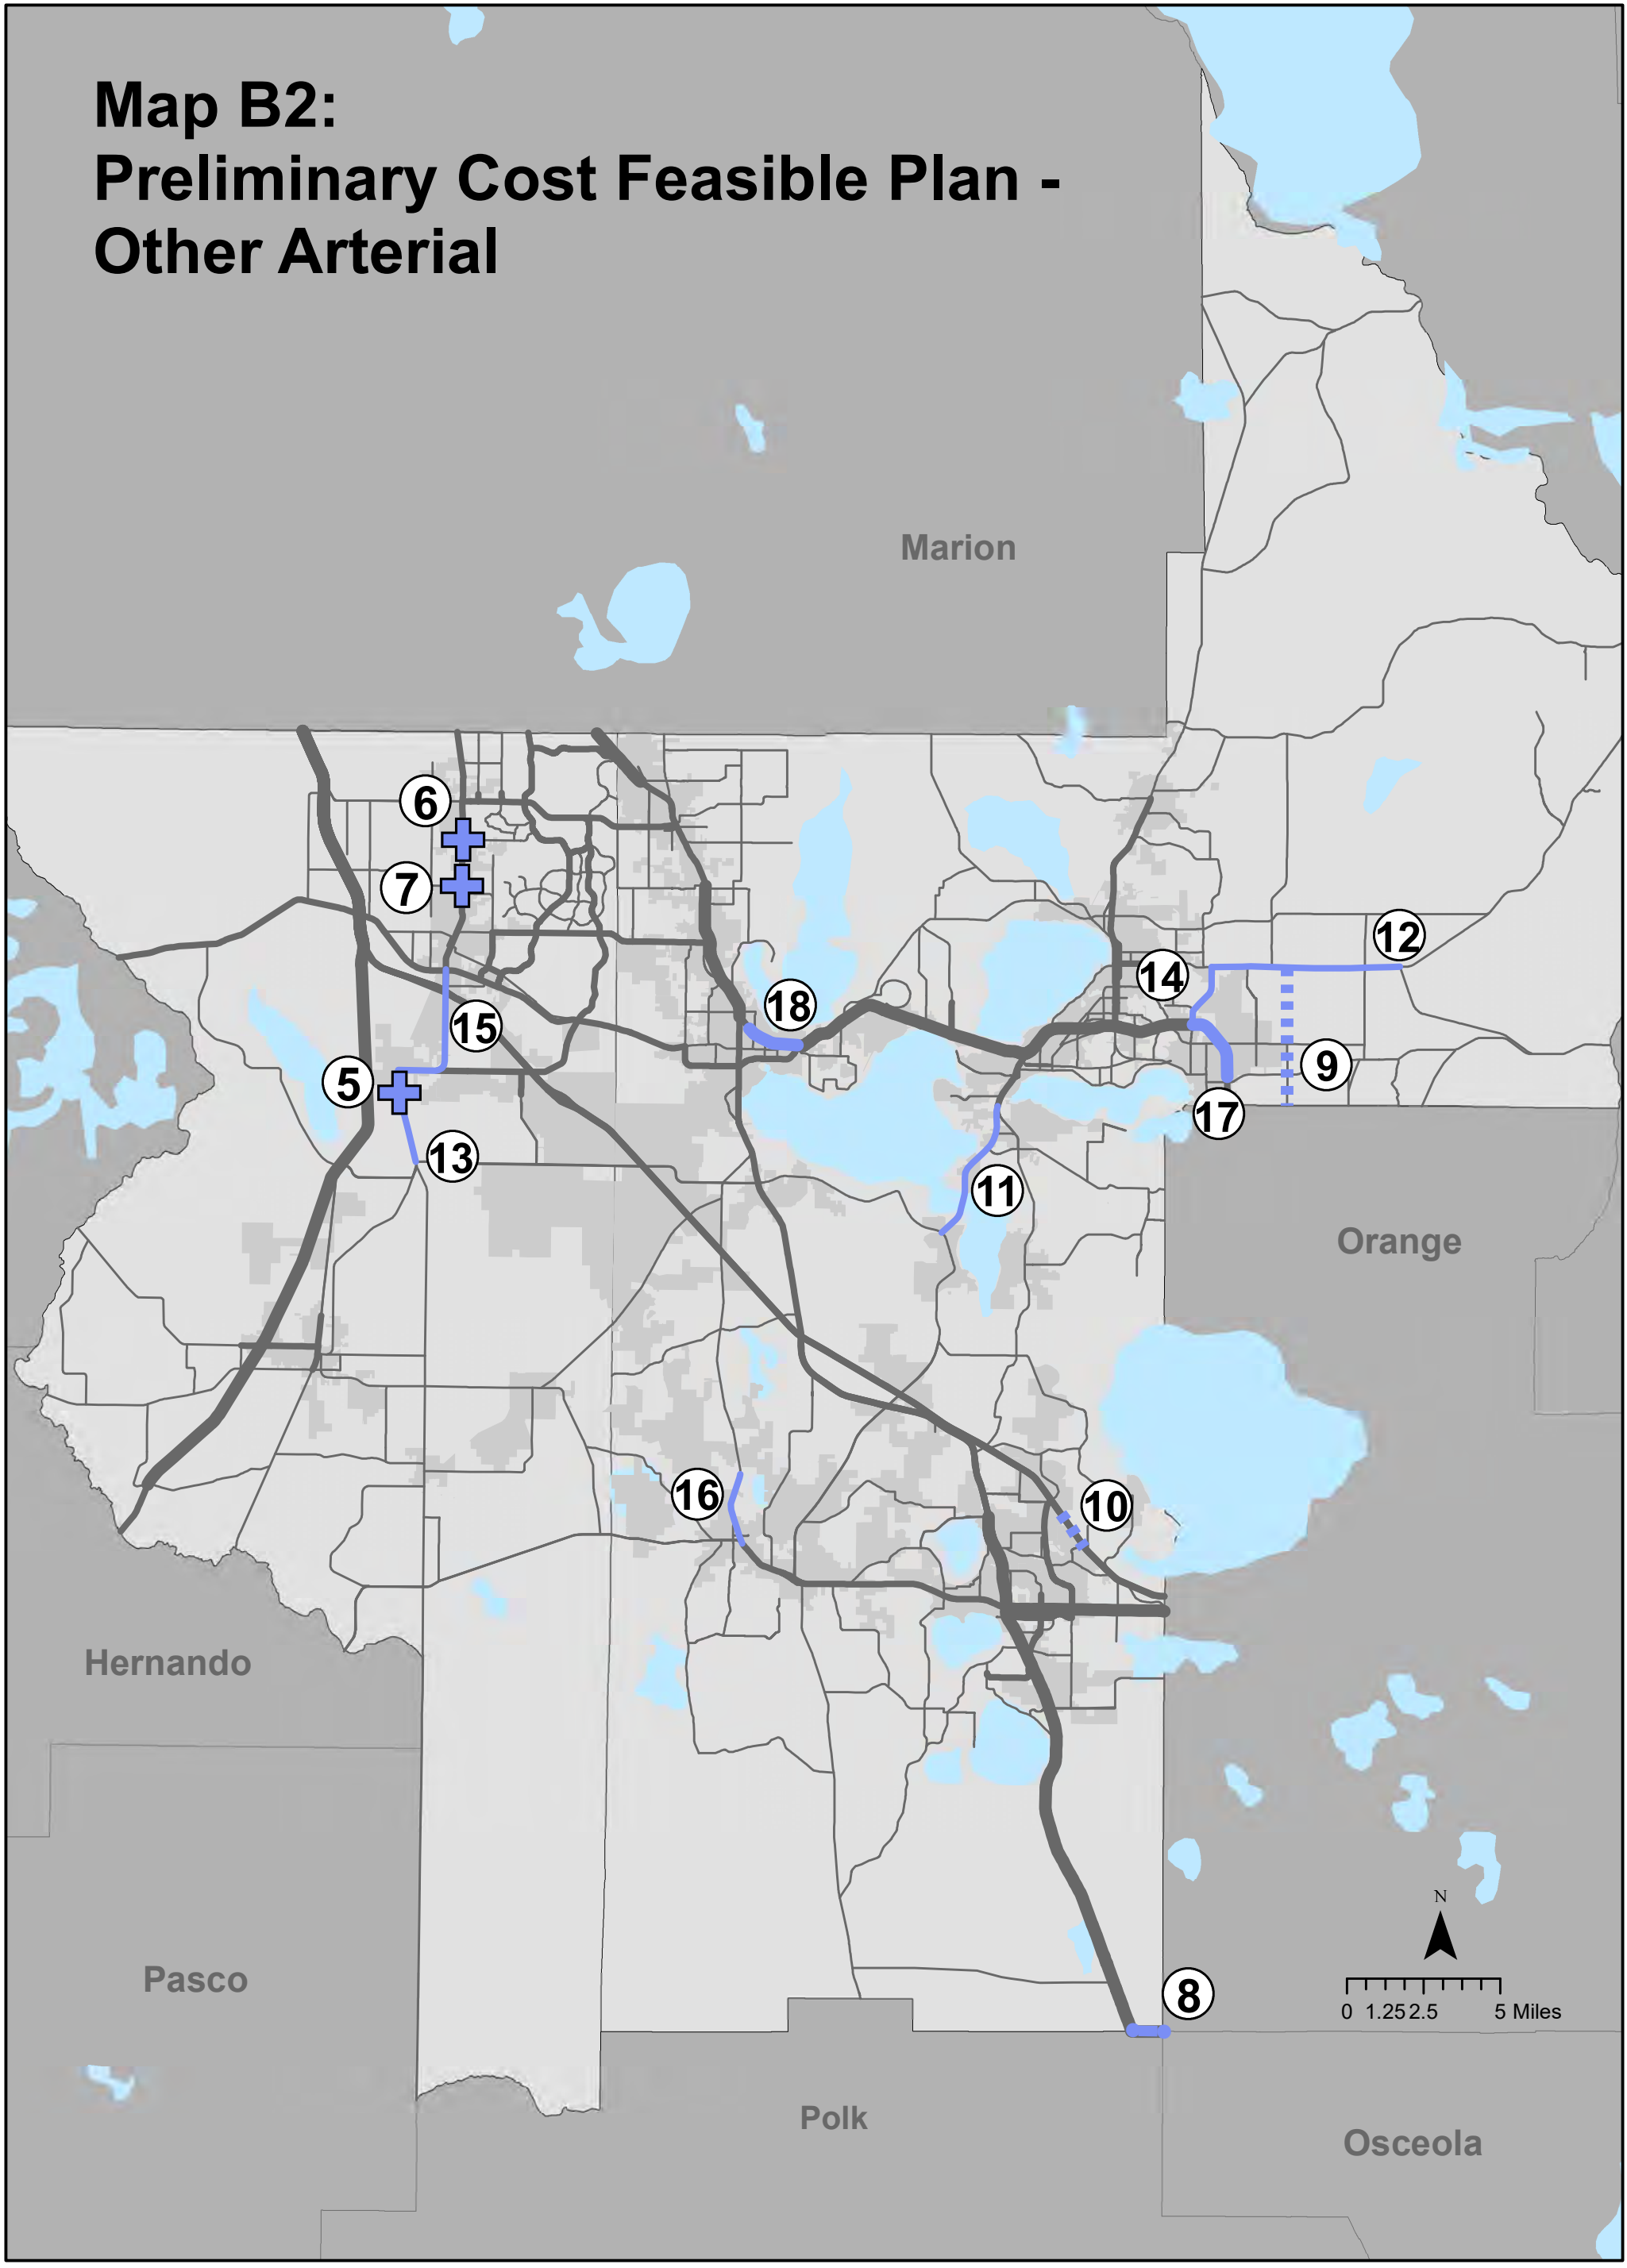 Map B2:
Preliminary Cost Feasible Plan -
Other Arterial
Marion
6
7
12
14
18
15
9
5
17
13
11
Orange
16
10
Hernando
N
Pasco
8
0 1.25 2.5 5 Miles
Polk
Osceola